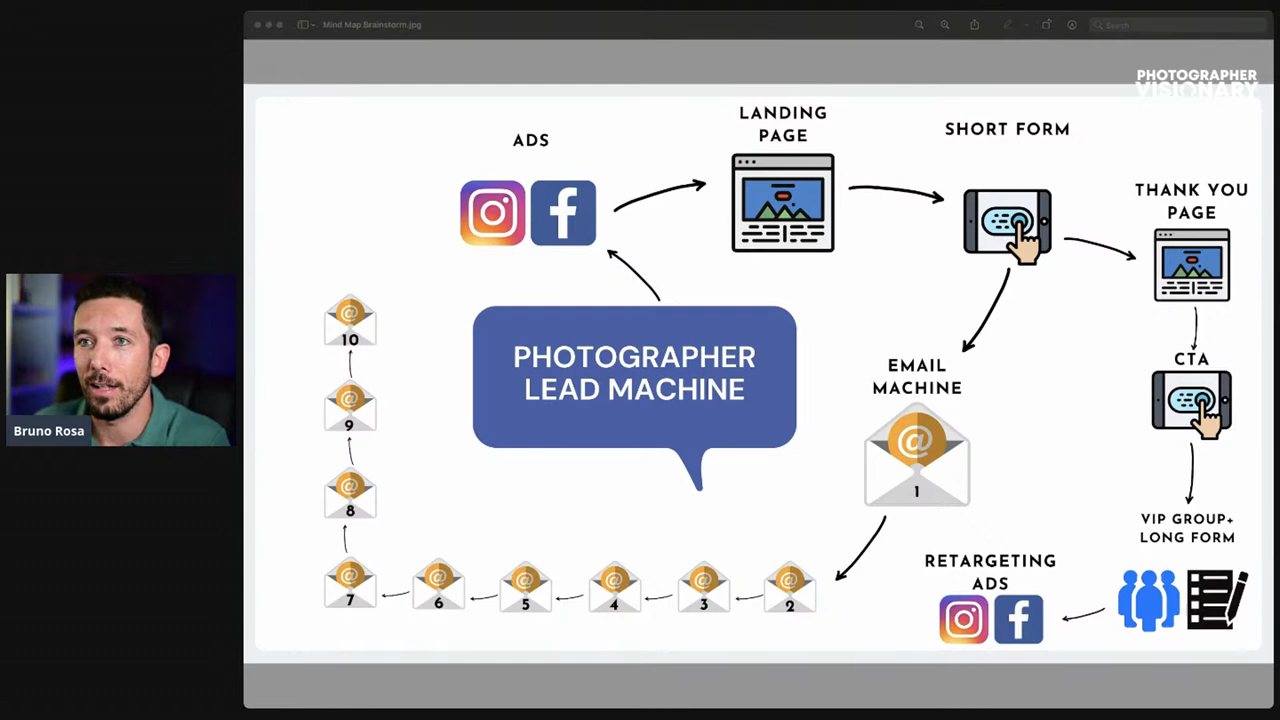 Mind Map Brainstorm.jpg
Search
PHOTOGRAPHER
VISIONARY
ADS
LANDING
PAGE
SHORT FORM
THANK YOU
PAGE
PHOTOGRAPHER
LEAD MACHINE
EMAIL
MACHINE
1
CTA
VIP GROUP+
LONG FORM
RETARGETING
ADS
10
9
8
7
6
5
4
3
2
Bruno Rosa